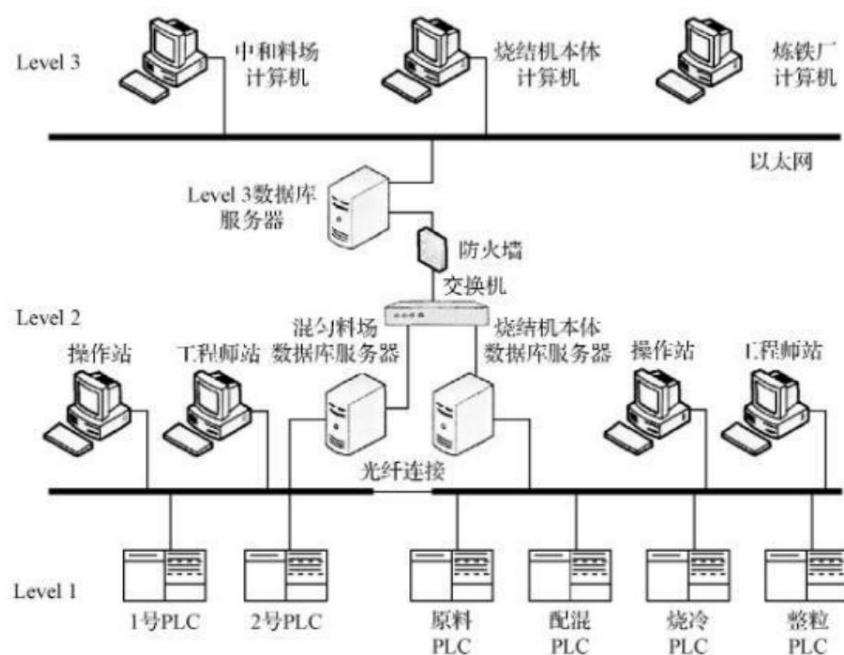 Level 3
中和料场
计算机
烧结机本体
计算机
炼铁厂
计算机
以太网
Level 3数据库
服务器
防火墙
交换机
Level 2
混匀料场
数据库服务器
烧结机本体
数据库服务器
操作站
工程师站
操作站
工程师站
光纤连接
Level 1
1号PLC
2号PLC
原料
PLC
配混
PLC
烧冷
PLC
整粒
PLC